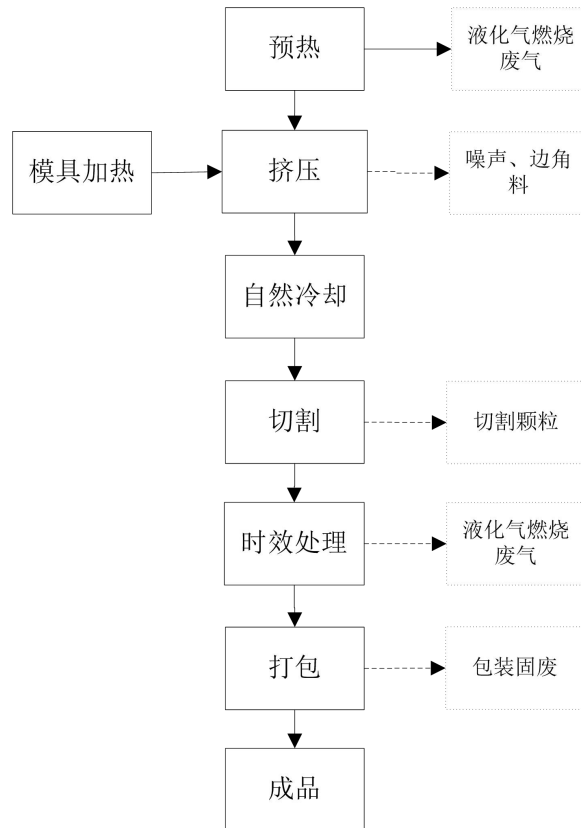 预热
液化气燃烧
废气
模具加热
挤压
噪声、边角
料
自然冷却
切割
切割颗粒
时效处理
液化气燃烧
废气
打包
包装固废
成品